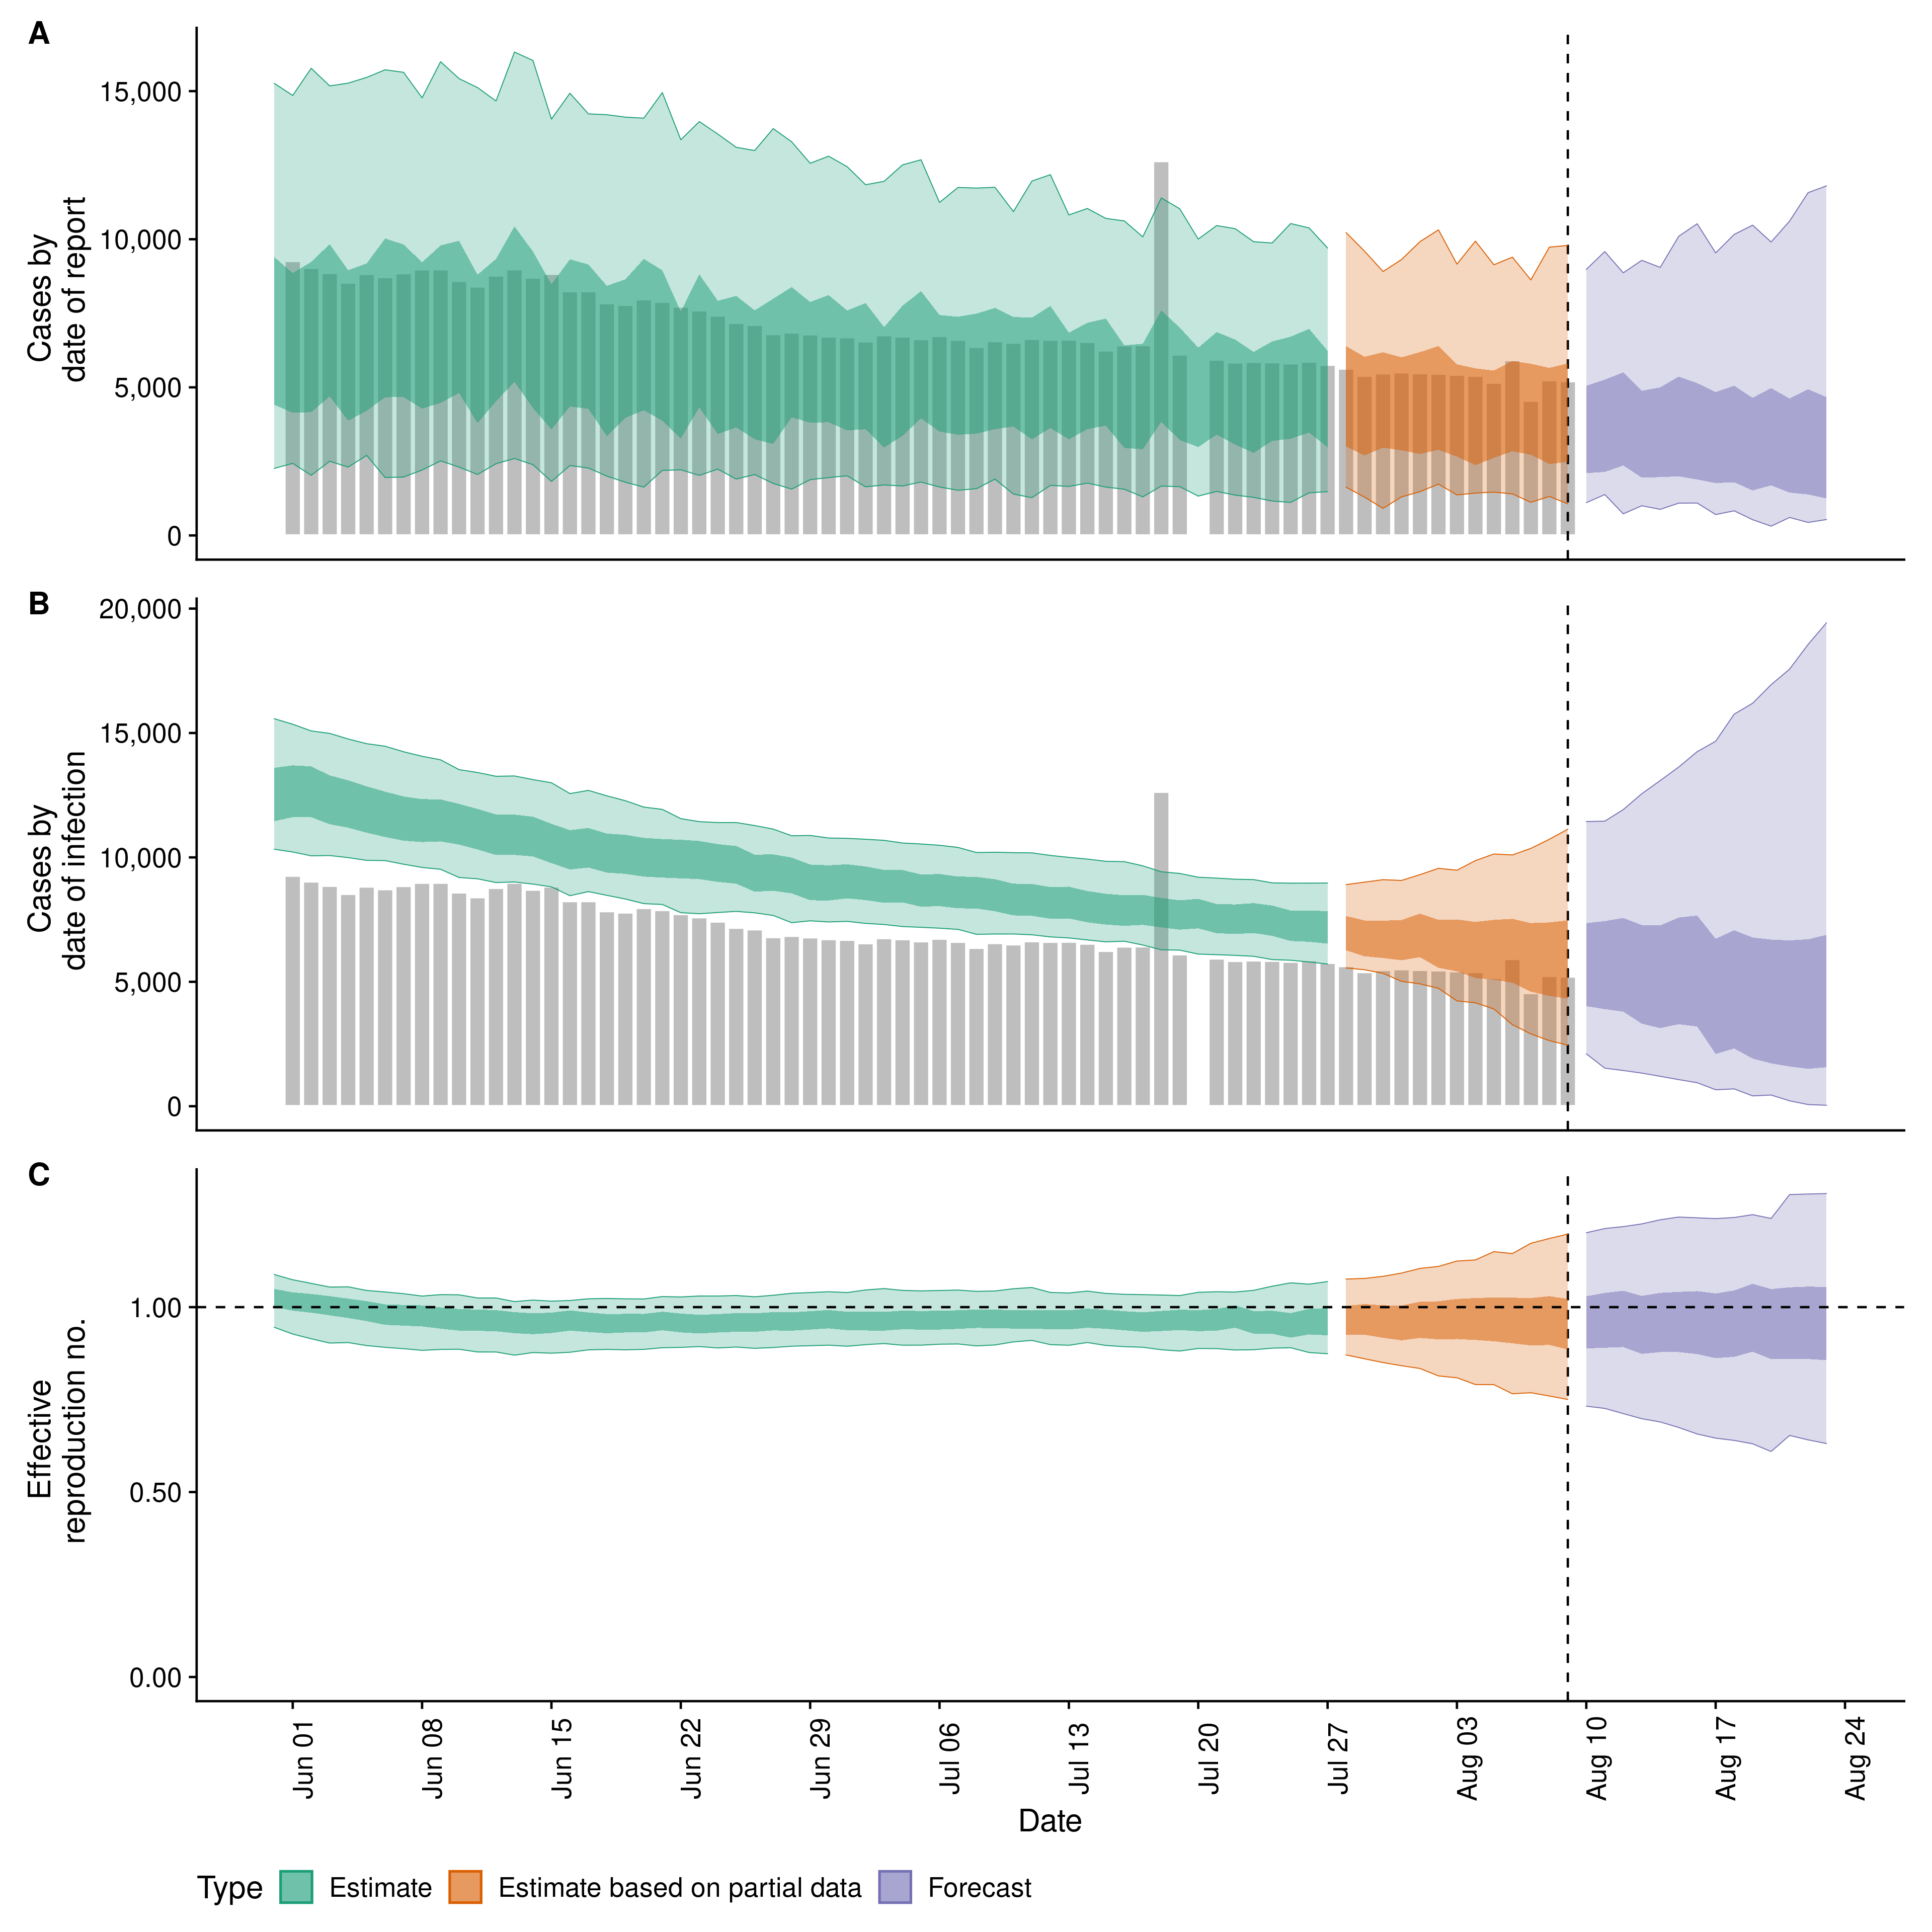 A
Cases by
date of report
15,000
10,000
5,000
0
B
Cases by
date of infection
20,000
15,000
10,000
5,000
0
C
Effective
reproduction no.
1.00
0.50
0.00
Jun 01
Jun 08
Jun 15
Jun 22
Jun 29
Jul 06
Jul 13
Jul 20
Jul 27
Aug 03
Aug 10
Aug 17
Aug 24
Date
Type Estimate Estimate based on partial data Forecast